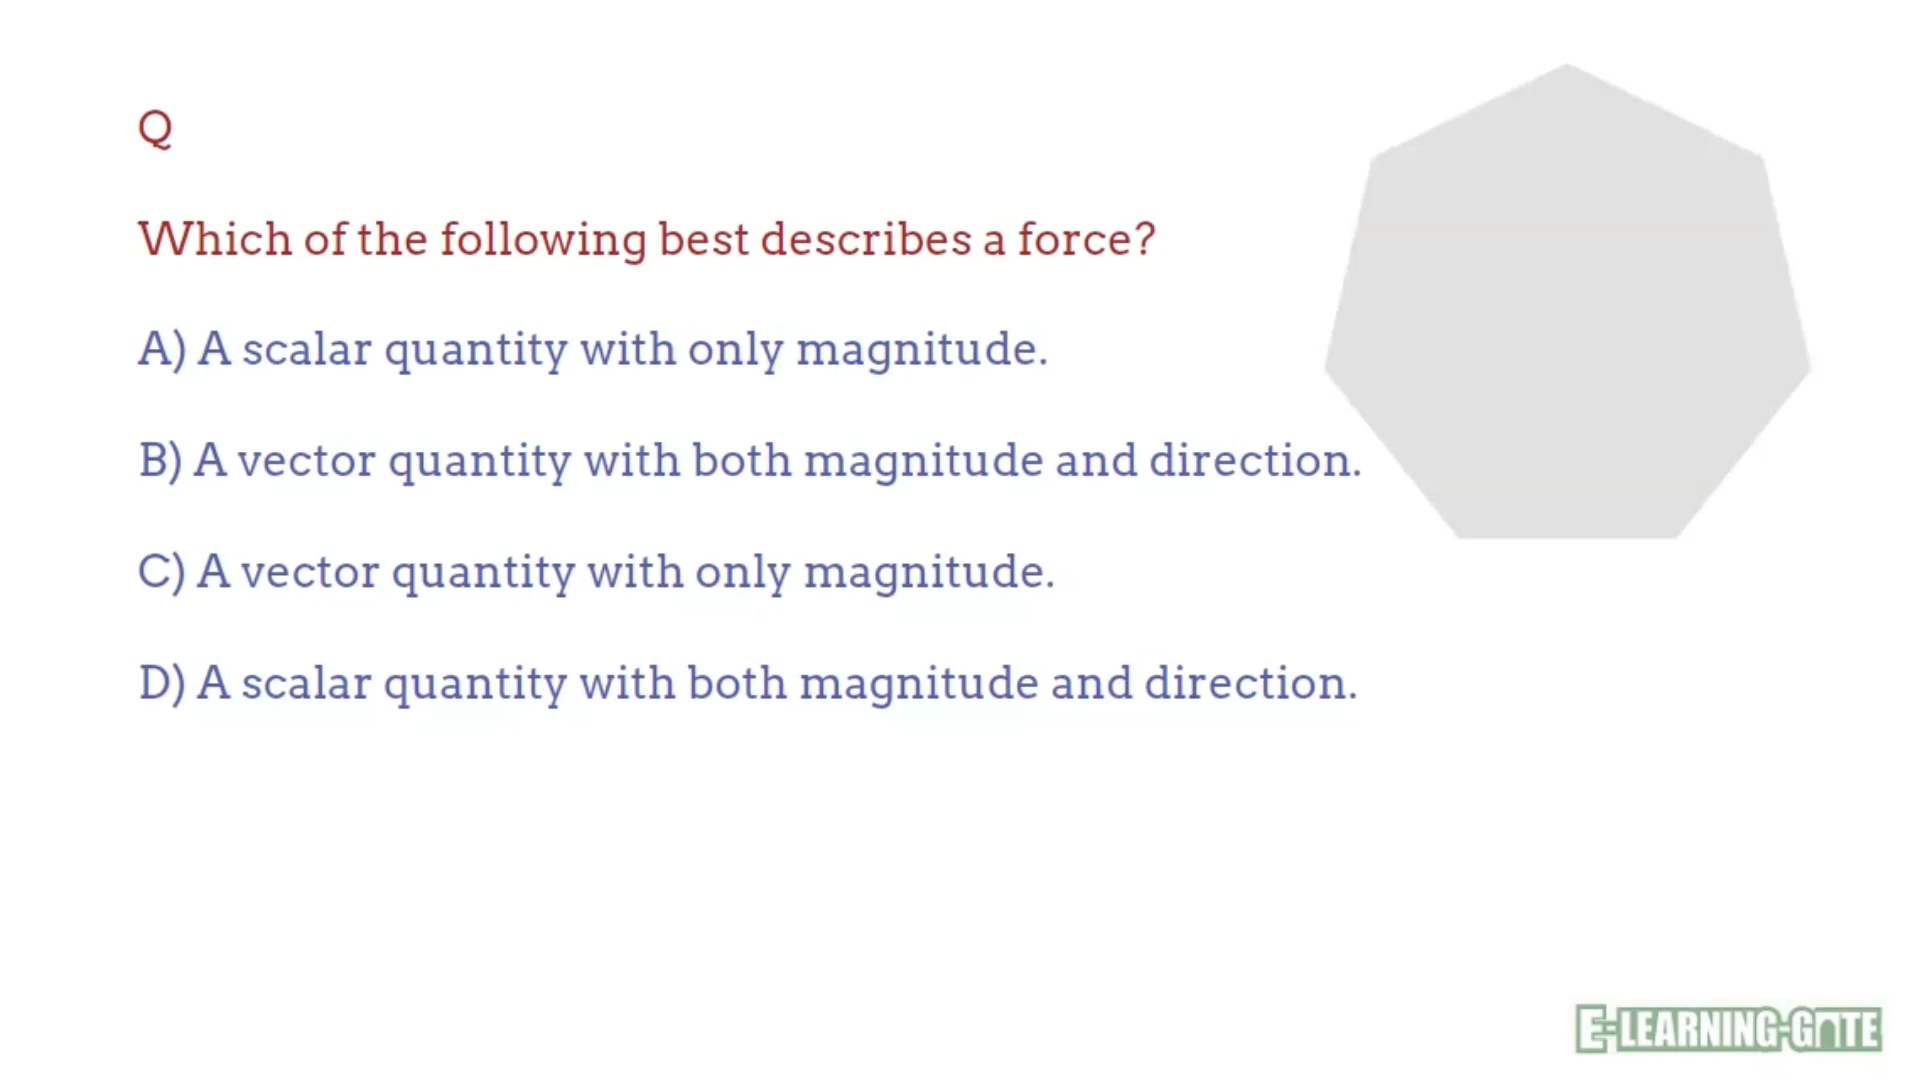 Q
Which of the following best describes a force?
A) A scalar quantity with only magnitude.
B) A vector quantity with both magnitude and direction.
C) A vector quantity with only magnitude.
D) A scalar quantity with both magnitude and direction.
E-LEARNING-GATE